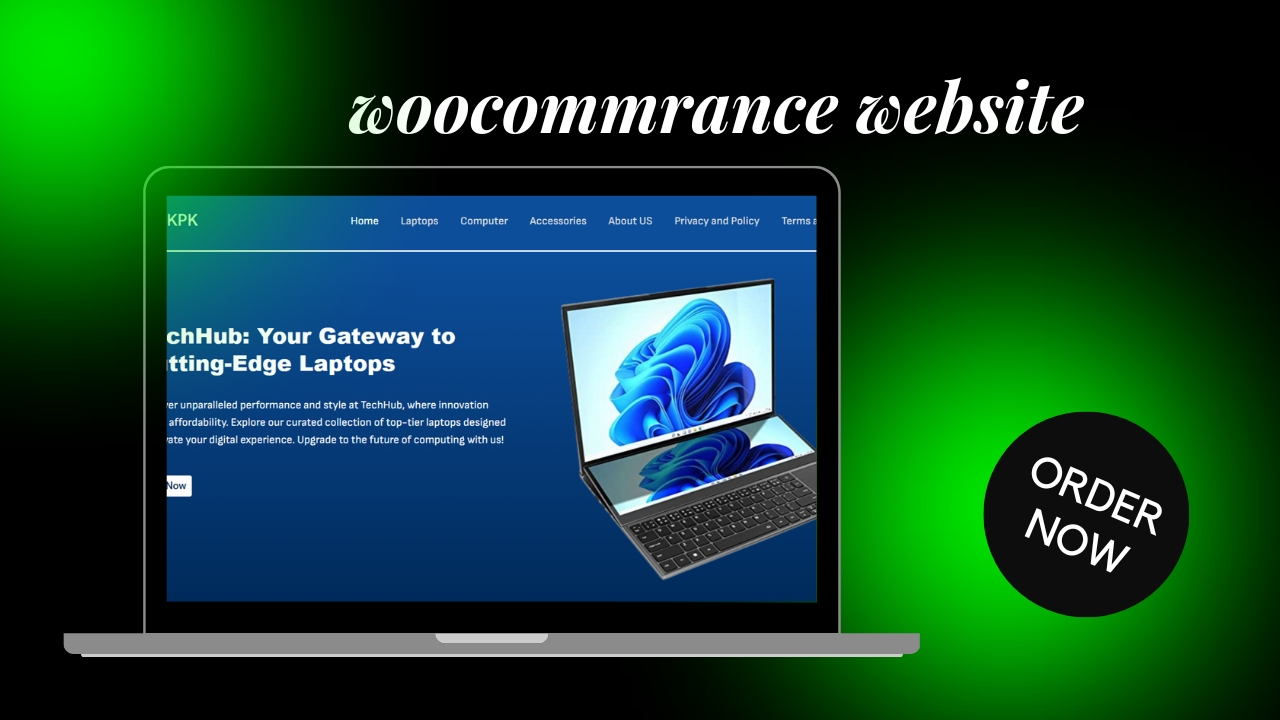 woocommrance website
KPK
Home Laptops Computer Accessories About US Privacy and Policy Terms a
chHub: Your Gateway to
tting-Edge Laptops
er unparalleled performance and style at TechHub, where innovation
affordability. Explore our curated collection of top-tier laptops designed
ate your digital experience. Upgrade to the future of computing with us!
Now
ORDER
NOW